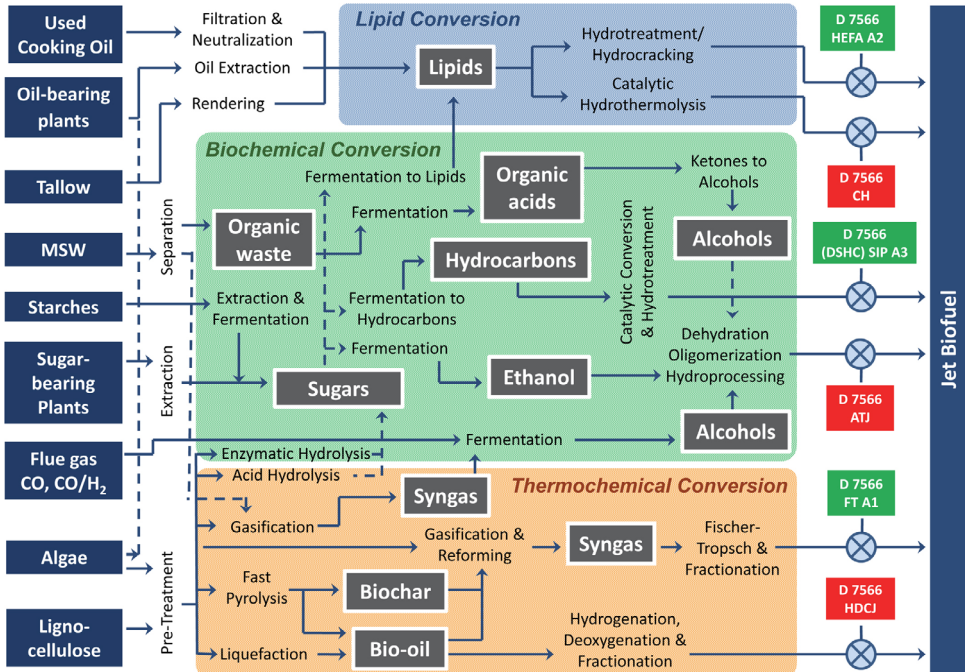 Used
Cooking Oil
Oil-bearing
plants
Tallow
MSW
Starches
Sugar-
bearing
Plants
Flue gas
CO, CO/H₂
Algae
Ligno-
cellulose
Filtration &
Neutralization
Oil Extraction
Rendering
Separation
Extraction
Pre-Treatment
Lipid Conversion
Lipids
Hydrotreatment/
Hydrocracking
Catalytic
Hydrothermolysis
Biochemical Conversion
Fermentation to Lipids
Organic
waste
Fermentation
Organic
acids
Ketones to
Alcohols
Alcohols
Hydrocarbons
Extraction &
Fermentation
Fermentation to
Hydrocarbons
Catalytic Conversion
& Hydrotreatment
Fermentation
Sugars
Ethanol
Dehydration
Oligomerization
Hydroprocessing
Alcohols
Fermentation
Enzymatic Hydrolysis
Acid Hydrolysis
Thermochemical Conversion
Gasification
Syngas
Gasification &
Reforming
Syngas
Fischer-
Tropsch &
Fractionation
Fast
Pyrolysis
Biochar
Liquefaction
Bio-oil
Hydrogenation,
Deoxygenation &
Fractionation
D 7566
HEFA A2
D 7566
CH
D 7566
(DSHC) SIP A3
D 7566
ATJ
D 7566
FT A1
D 7566
HDCJ
Jet Biofuel